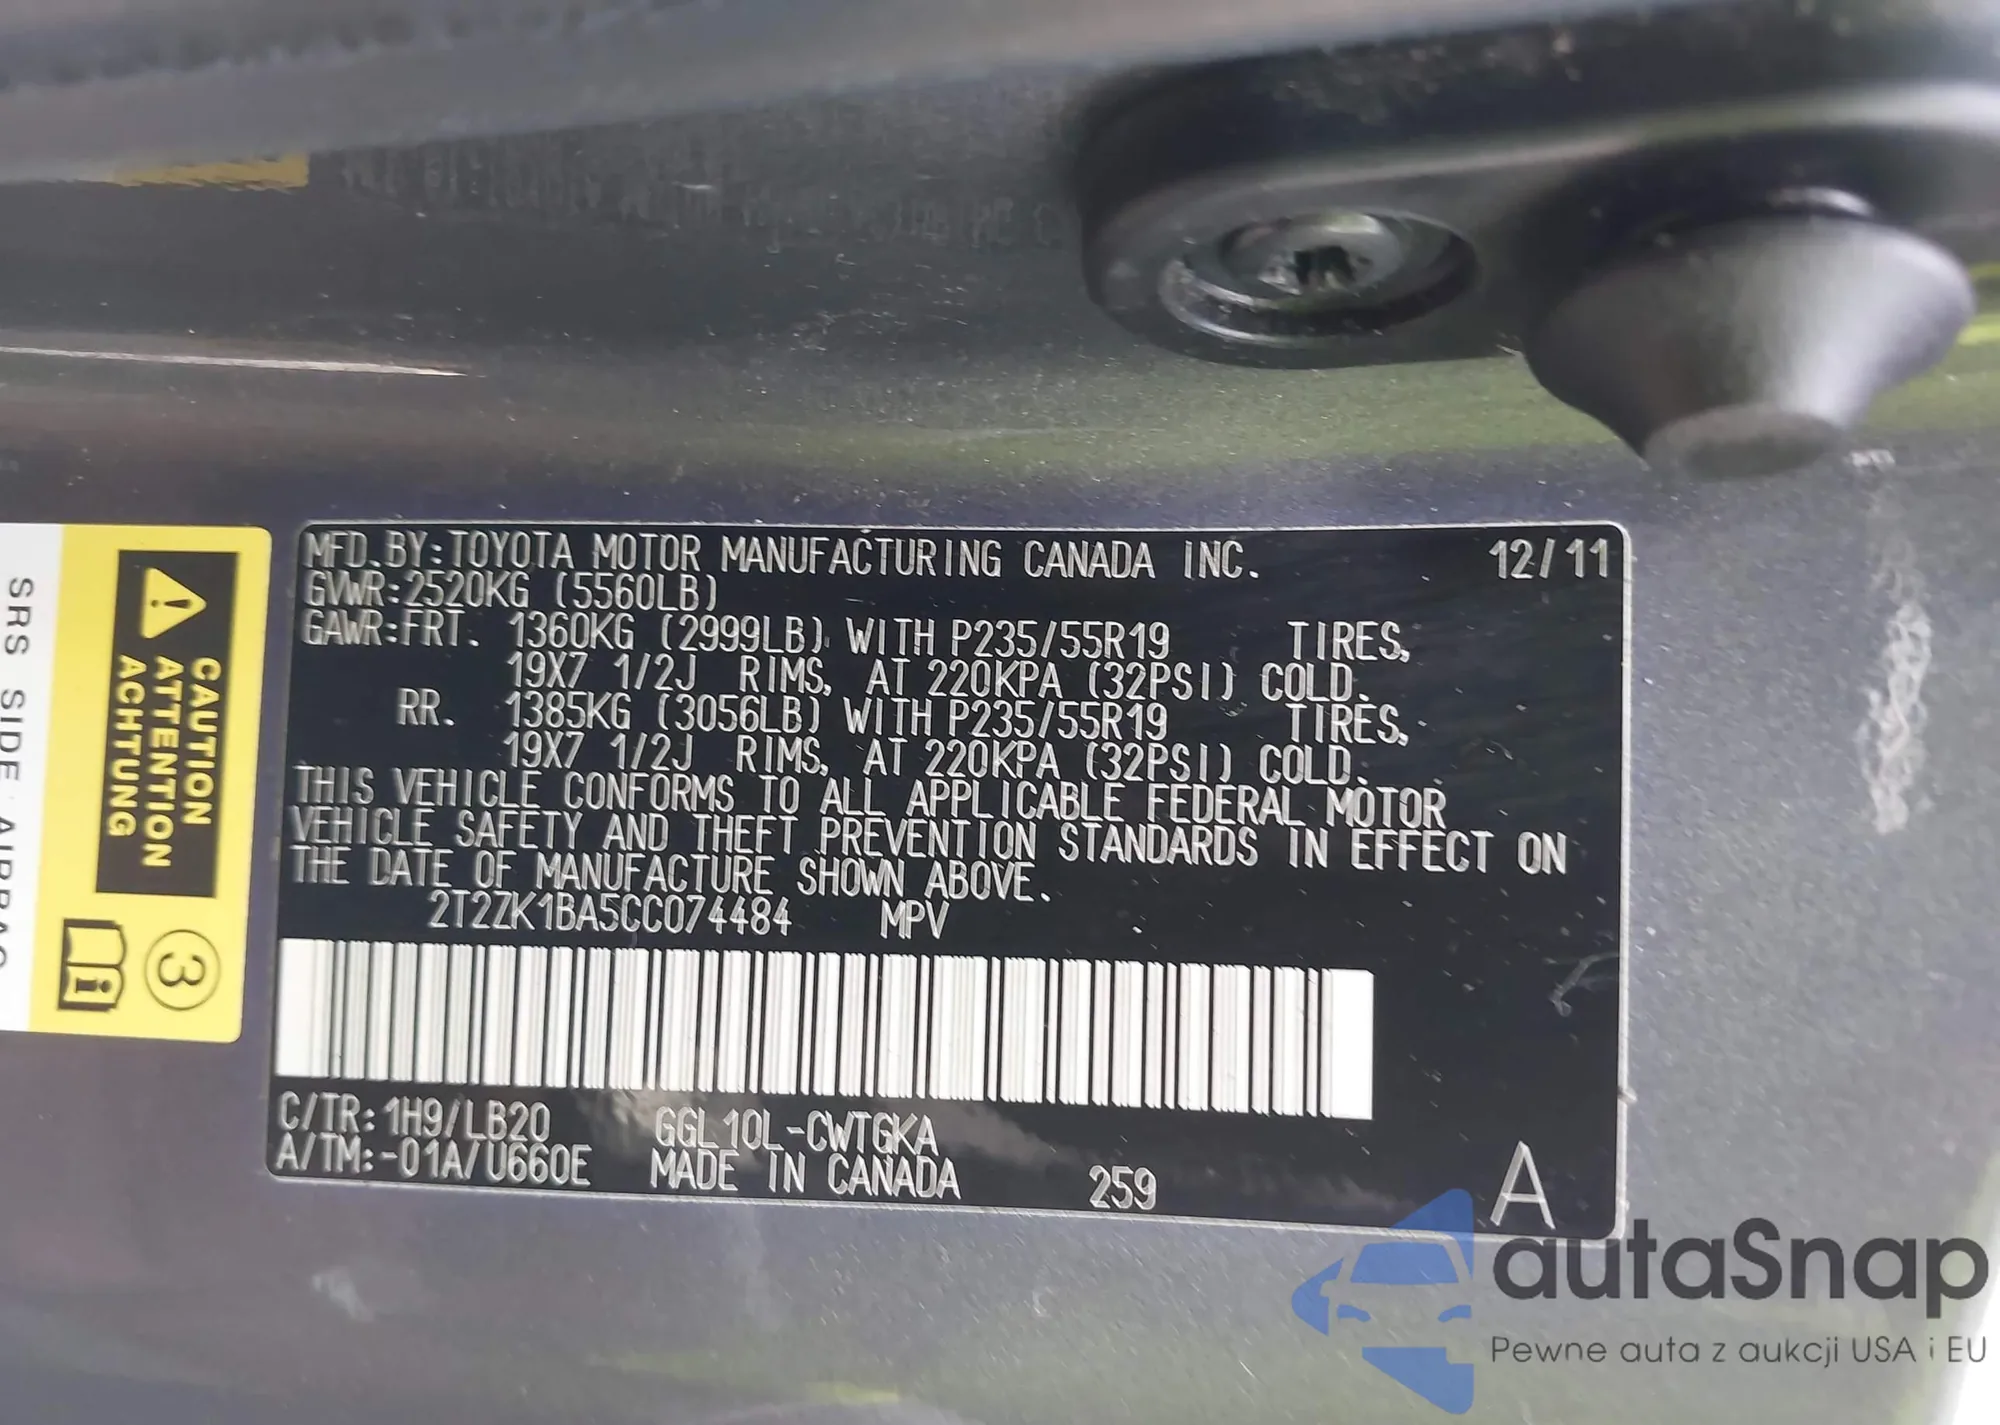 MFD.BY:TOYOTA MOTOR MANUFACTURING CANADA INC. 12/11
GVWR:2520KG (5560LB)
GAWR:FRT. 1360KG (2999LB) WITH P235/55R19 TIRES,
19X7 1/2J RIMS, AT 220KPA (32PSI) COLD.
RR. 1385KG (3056LB) WITH P235/55R19 TIRES,
19X7 1/2J RIMS, AT 220KPA (32PSI) COLD.
THIS VEHICLE CONFORMS TO ALL APPLICABLE FEDERAL MOTOR
VEHICLE SAFETY AND THEFT PREVENTION STANDARDS IN EFFECT ON
THE DATE OF MANUFACTURE SHOWN ABOVE.
2T2ZK1BA5CC074484 MPV
C/TR:1H9/LB20 GGL10L-CWTGKA
A/TM:-01A/U660E MADE IN CANADA 259 A
CAUTION
ATTENTION
ACHTUNG
3
SRS SIDE AIRBAG
autaSnap
Pewne auta z aukcji USA i EU